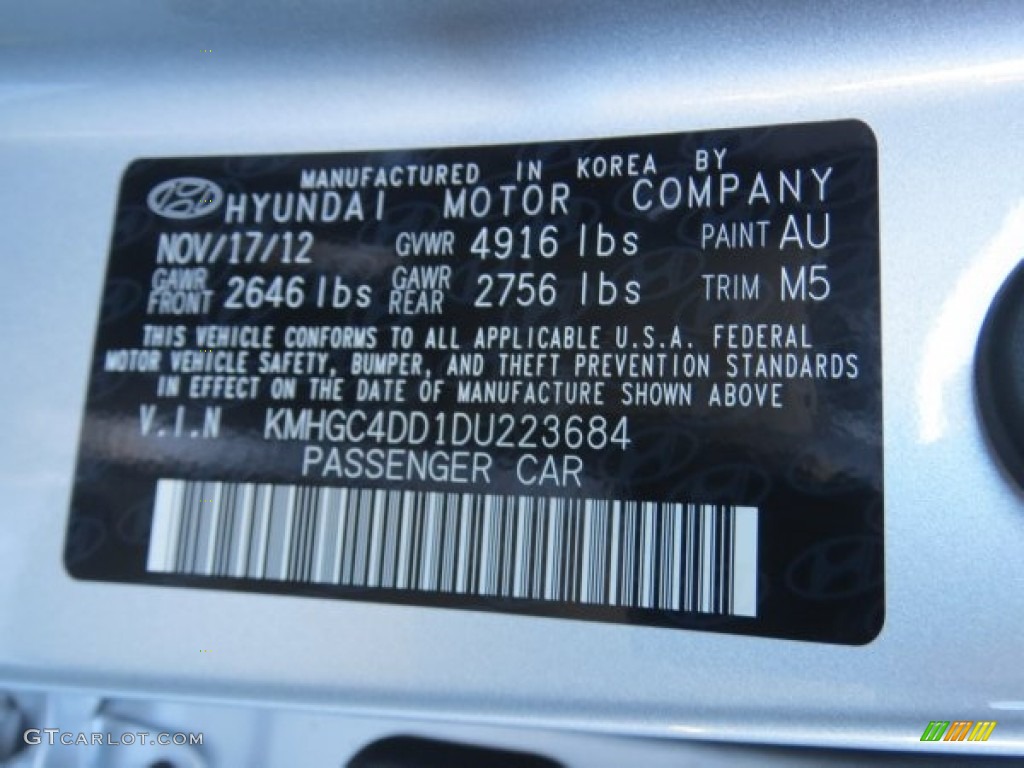 MANUFACTURED IN KOREA BY
HYUNDAI MOTOR COMPANY
NOV/17/12 GVWR 4916 lbs PAINT AU
GAWR FRONT 2646 lbs GAWR REAR 2756 lbs TRIM M5
THIS VEHICLE CONFORMS TO ALL APPLICABLE U.S.A. FEDERAL
MOTOR VEHICLE SAFETY, BUMPER, AND THEFT PREVENTION STANDARDS
IN EFFECT ON THE DATE OF MANUFACTURE SHOWN ABOVE
V.I.N KMHGC4DD1DU223684
PASSENGER CAR
GTCARLOT.COM